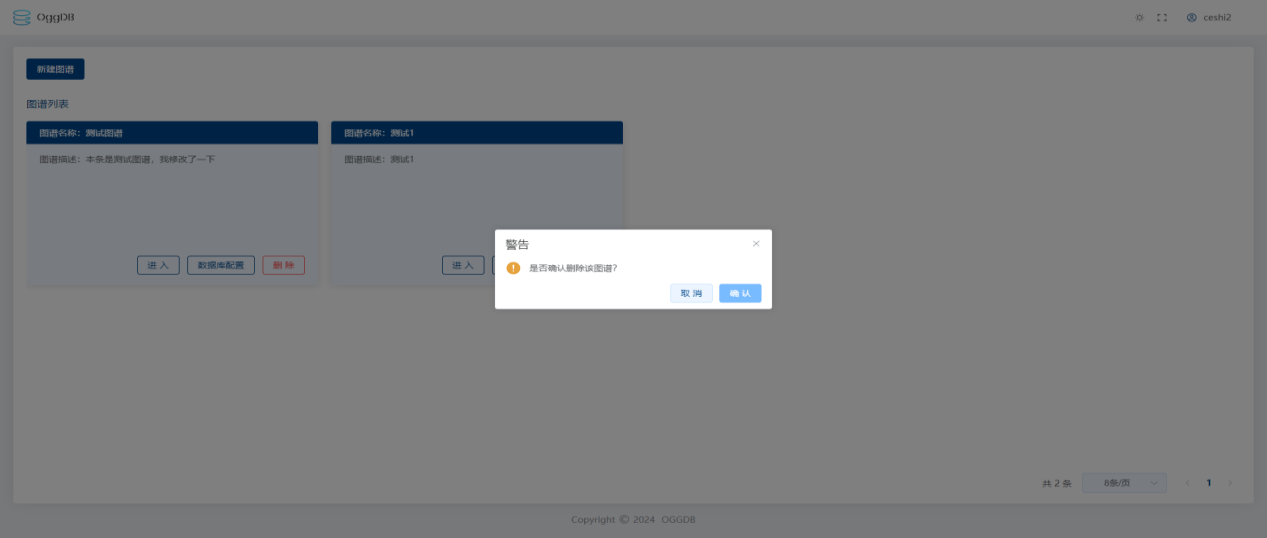 OggDB
ceshi2
新建图谱
图谱列表
图谱名称：测试图谱
图谱名称：测试1
图谱描述：本条是测试图谱，我修改了一下
图谱描述：测试1
警告
是否确认删除该图谱？
进入 数据库配置 删除
进入
取消 确认
共 2 条 8条/页 1
Copyright © 2024 OGGDB